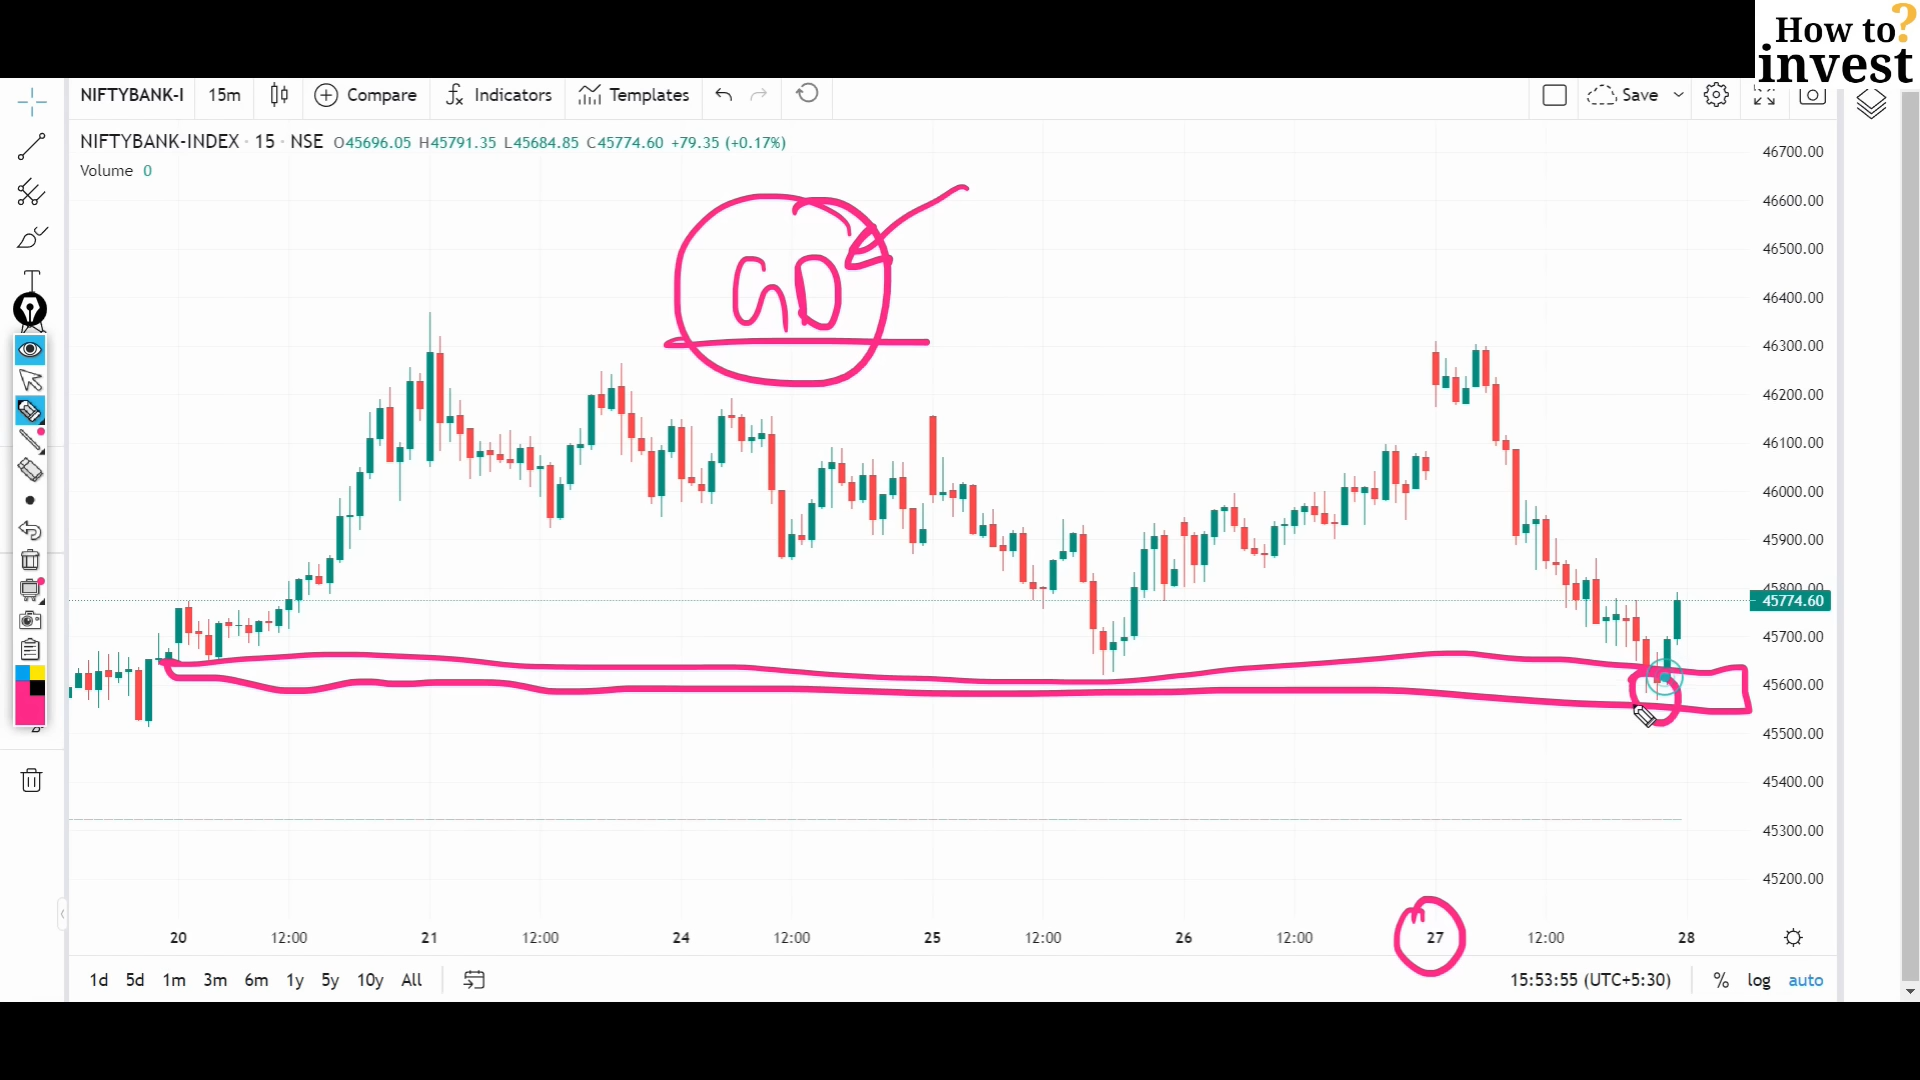 How to?
invest
NIFTYBANK-I 15m Compare Indicators Templates Save
NIFTYBANK-INDEX · 15 · NSE O45696.05 H45791.35 L45684.85 C45774.60 +79.35 (+0.17%)
Volume 0
GD
46700.00
46600.00
46500.00
46400.00
46300.00
46200.00
46100.00
46000.00
45900.00
45800.00
45774.60
45700.00
45600.00
45500.00
45400.00
45300.00
45200.00
20 12:00 21 12:00 24 12:00 25 12:00 26 12:00 27 12:00 28
1d 5d 1m 3m 6m 1y 5y 10y All 15:53:55 (UTC+5:30) % log auto